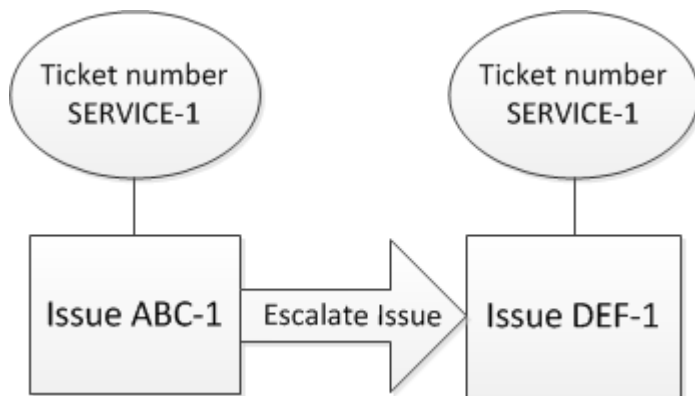 Ticket number
SERVICE-1
Ticket number
SERVICE-1
Issue ABC-1
Escalate Issue
Issue DEF-1